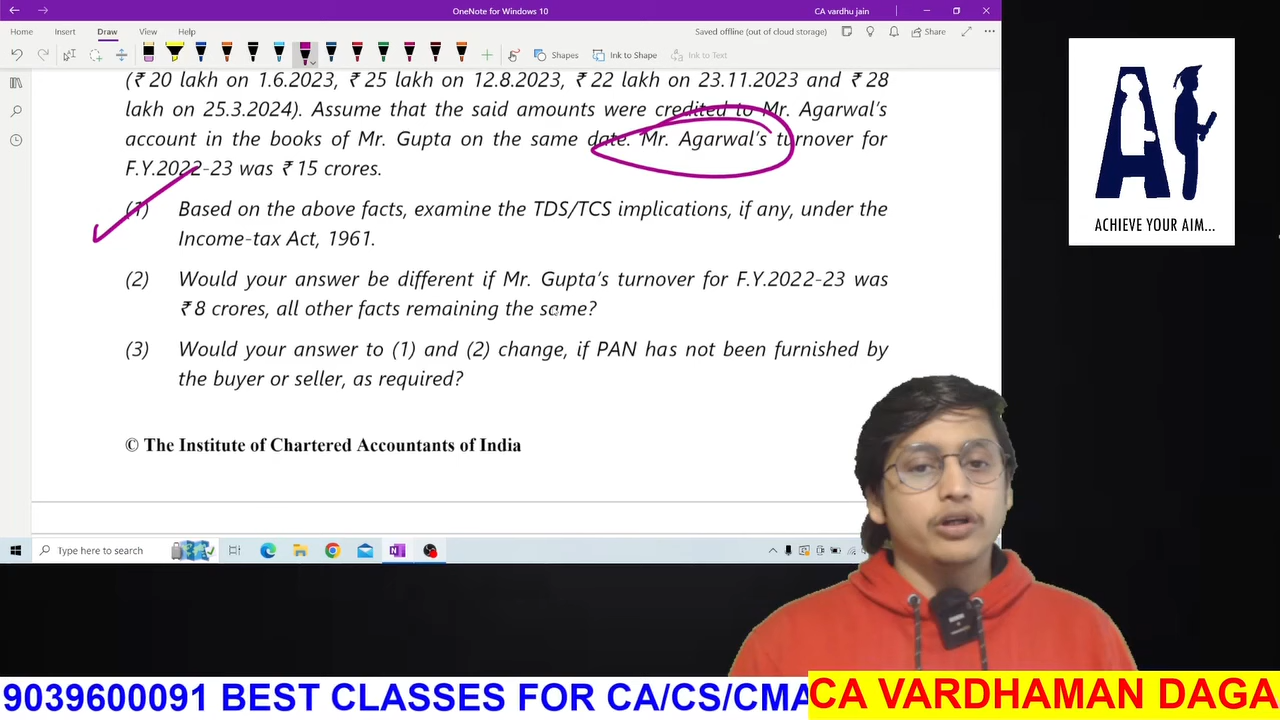 OneNote for Windows 10
CA vardhu jain
Home Insert Draw View Help
Saved offline (out of cloud storage) Share
Shapes Ink to Shape Ink to Text
(₹ 20 lakh on 1.6.2023, ₹ 25 lakh on 12.8.2023, ₹ 22 lakh on 23.11.2023 and ₹ 28
lakh on 25.3.2024). Assume that the said amounts were credited to Mr. Agarwal's
account in the books of Mr. Gupta on the same date. Mr. Agarwal's turnover for
F.Y.2022-23 was ₹ 15 crores.
(1) Based on the above facts, examine the TDS/TCS implications, if any, under the
Income-tax Act, 1961.
(2) Would your answer be different if Mr. Gupta's turnover for F.Y.2022-23 was
₹ 8 crores, all other facts remaining the same?
(3) Would your answer to (1) and (2) change, if PAN has not been furnished by
the buyer or seller, as required?
© The Institute of Chartered Accountants of India
Type here to search
A
ACHIEVE YOUR AIM...
9039600091 BEST CLASSES FOR CA/CS/CMA
CA VARDHAMAN DAGA